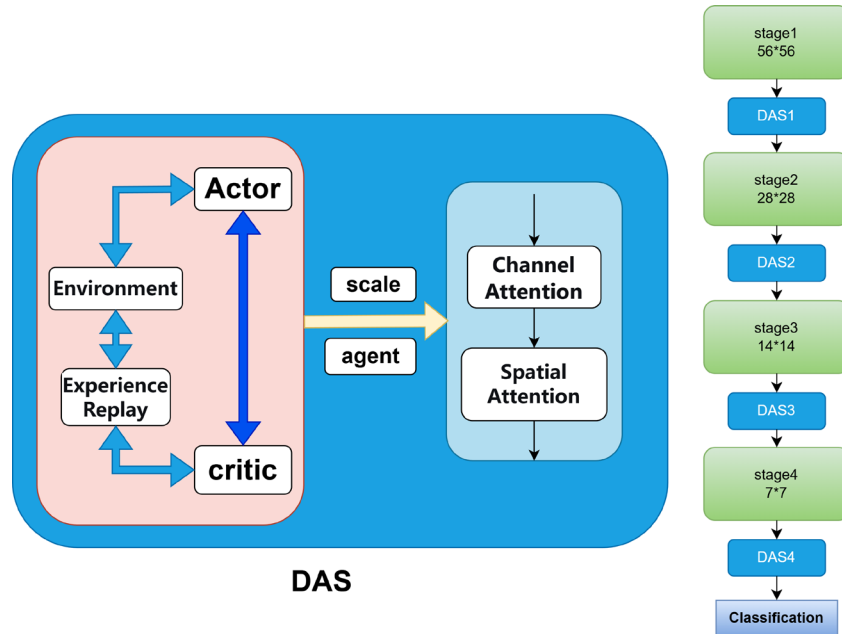 Actor
Environment
Experience
Replay
critic
scale
agent
Channel
Attention
Spatial
Attention
DAS
stage1
56*56
DAS1
stage2
28*28
DAS2
stage3
14*14
DAS3
stage4
7*7
DAS4
Classification